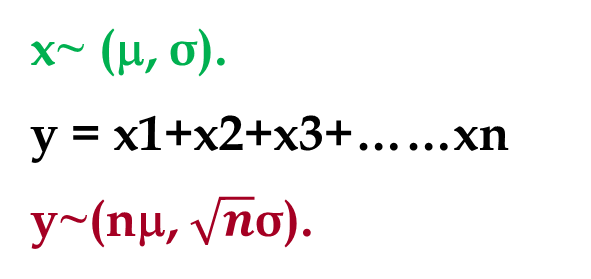 x~ (μ, σ).
y = x1+x2+x3+……xn
y~(nμ, √nσ).